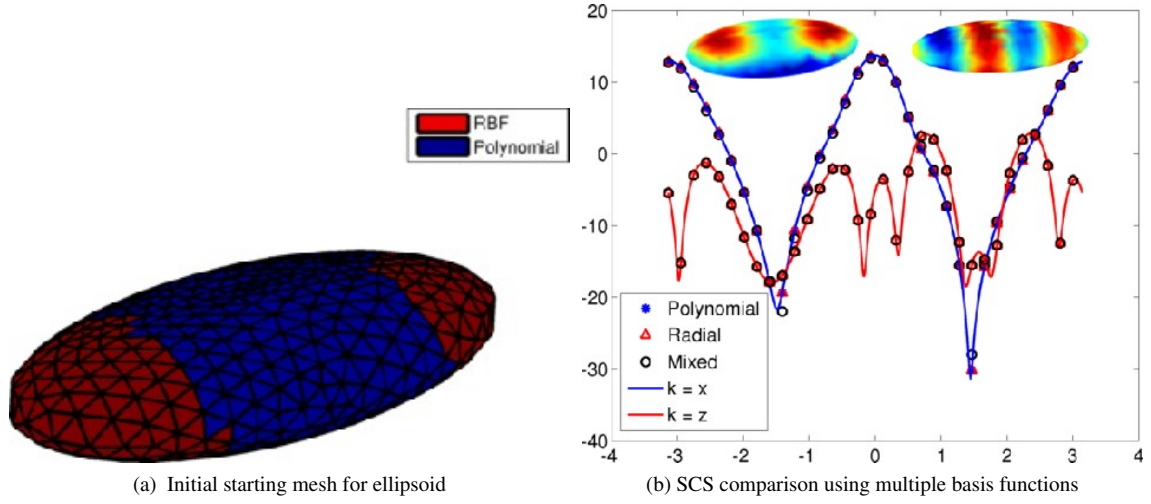 RBF
Polynomial
(a) Initial starting mesh for ellipsoid
20
10
0
-10
-20
-30
-40
-4
-3
-2
-1
0
1
2
3
4
Polynomial
Radial
Mixed
k = x
k = z
(b) SCS comparison using multiple basis functions